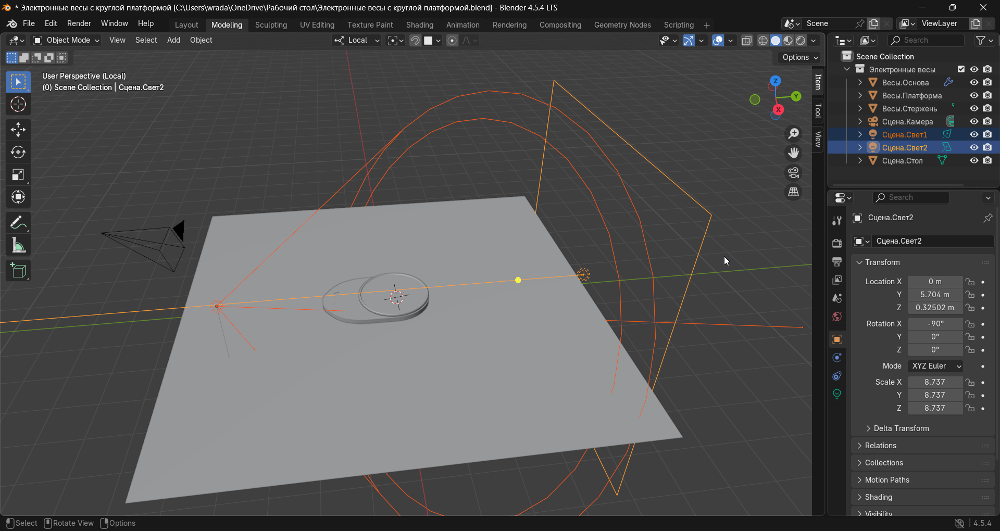 * Электронные весы с круглой платформой [C:\Users\wrada\OneDrive\Рабочий стол\Электронные весы с круглой платформой.blend] - Blender 4.5.4 LTS
File Edit Render Window Help Layout Modeling Sculpting UV Editing Texture Paint Shading Animation Rendering Compositing Geometry Nodes Scripting + Scene ViewLayer
Object Mode View Select Add Object Local Search
Options
User Perspective (Local)
(0) Scene Collection | Сцена.Свет2
Z
Y
X
Item
Tool
View
Scene Collection
Электронные весы
Весы.Основа
Весы.Платформа
Весы.Стержень
Сцена.Камера
Сцена.Свет1
Сцена.Свет2
Сцена.Стол
Search
Сцена.Свет2
Сцена.Свет2
Transform
Location X 0 m
Y 5.704 m
Z 0.32502 m
Rotation X -90°
Y 0°
Z 0°
Mode XYZ Euler
Scale X 8.737
Y 8.737
Z 8.737
Delta Transform
Relations
Collections
Motion Paths
Shading
Visibility
Select Rotate View Options 4.5.4